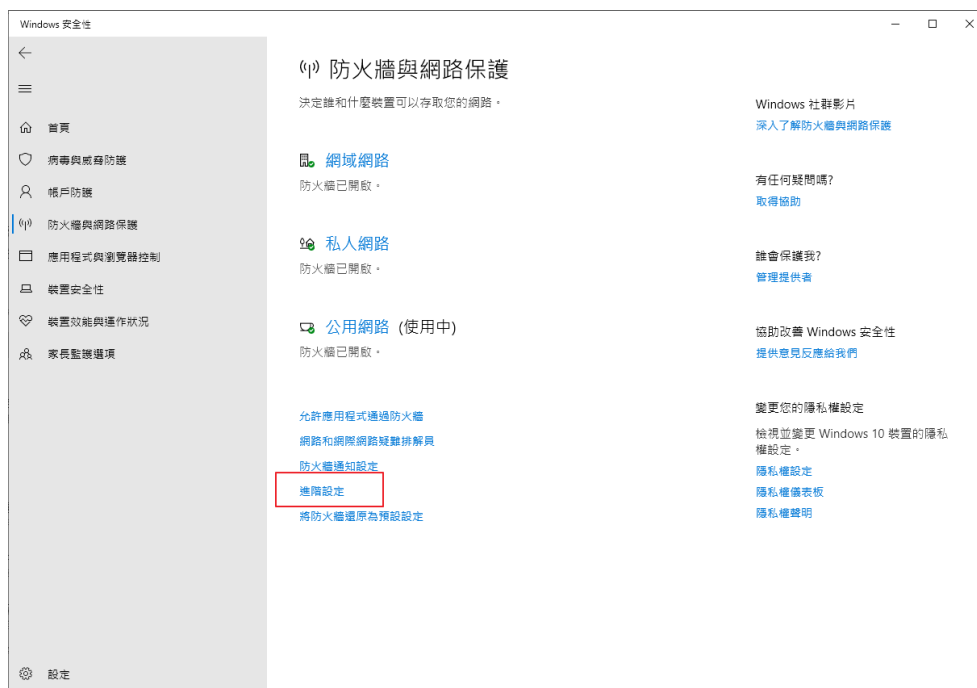 Windows 安全性
首頁
病毒與威脅防護
帳戶防護
防火牆與網路保護
應用程式與瀏覽器控制
裝置安全性
裝置效能與運作狀況
家長監護選項
設定
防火牆與網路保護
決定誰和什麼裝置可以存取您的網路。
網域網路
防火牆已開啟。
私人網路
防火牆已開啟。
公用網路 (使用中)
防火牆已開啟。
允許應用程式通過防火牆
網路和網際網路疑難排解員
防火牆通知設定
進階設定
將防火牆還原為預設設定
Windows 社群影片
深入了解防火牆與網路保護
有任何疑問嗎?
取得協助
誰會保護我?
管理提供者
協助改善 Windows 安全性
提供意見反應給我們
變更您的隱私權設定
檢視並變更 Windows 10 裝置的隱私
權設定。
隱私權設定
隱私權儀表板
隱私權聲明